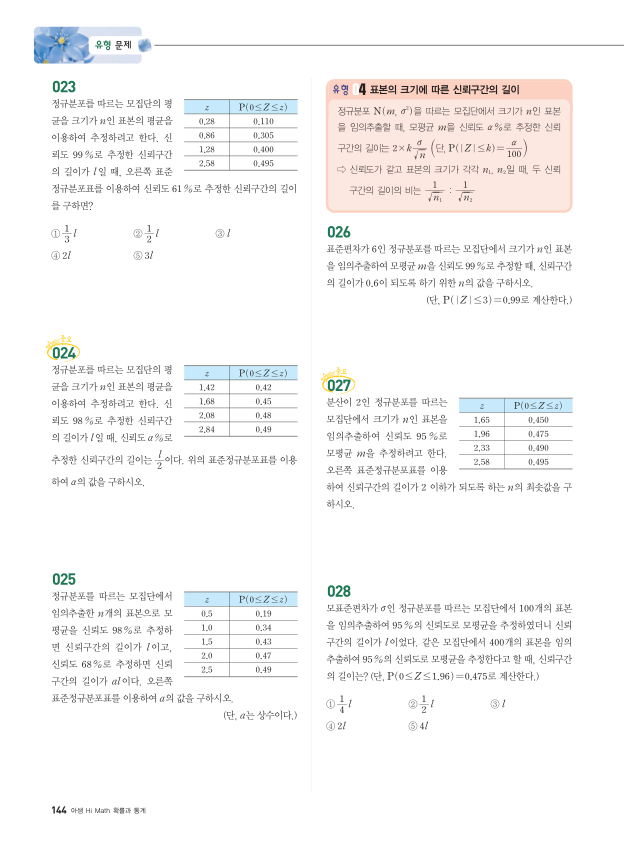 유형 문제
023
정규분포를 따르는 모집단의 평
균을 크기가 n인 표본의 평균을
이용하여 추정하려고 한다. 신
뢰도 99%로 추정한 신뢰구간
의 길이가 l일 때, 오른쪽 표준
정규분포표를 이용하여 신뢰도 61%로 추정한 신뢰구간의 길이
를 구하면?
z P(0≤Z≤z)
0.28 0.110
0.86 0.305
1.28 0.400
2.58 0.495
① 1/3 l ② 1/2 l ③ l
④ 2l ⑤ 3l
024
정규분포를 따르는 모집단의 평
균을 크기가 n인 표본의 평균을
이용하여 추정하려고 한다. 신
뢰도 98%로 추정한 신뢰구간
의 길이가 l일 때, 신뢰도 α%로
추정한 신뢰구간의 길이는 l/2이다. 위의 표준정규분포표를 이용
하여 α의 값을 구하시오.
z P(0≤Z≤z)
1.42 0.42
1.68 0.45
2.08 0.48
2.84 0.49
025
정규분포를 따르는 모집단에서
임의추출한 n개의 표본으로 모
평균을 신뢰도 98%로 추정하
면 신뢰구간의 길이가 l이고,
신뢰도 68%로 추정하면 신뢰
구간의 길이가 al이다. 오른쪽
표준정규분포표를 이용하여 a의 값을 구하시오.
(단, a는 상수이다.)
z P(0≤Z≤z)
0.5 0.19
1.0 0.34
1.5 0.43
2.0 0.47
2.5 0.49
유형 04 표본의 크기에 따른 신뢰구간의 길이
정규분포 N(m, σ²)을 따르는 모집단에서 크기가 n인 표본
을 임의추출할 때, 모평균 m을 신뢰도 α%로 추정한 신뢰
구간의 길이는 2×k σ/√n (단, P(|Z|≤k)=α/100)
⇨ 신뢰도가 같고 표본의 크기가 각각 n₁, n₂일 때, 두 신뢰
구간의 길이의 비는 1/√n₁ : 1/√n₂
026
표준편차가 6인 정규분포를 따르는 모집단에서 크기가 n인 표본
을 임의추출하여 모평균 m을 신뢰도 99%로 추정할 때, 신뢰구간
의 길이가 0.6이 되도록 하기 위한 n의 값을 구하시오.
(단, P(|Z|≤3)=0.99로 계산한다.)
027
분산이 2인 정규분포를 따르는
모집단에서 크기가 n인 표본을
임의추출하여 신뢰도 95%로
모평균 m을 추정하려고 한다.
오른쪽 표준정규분포표를 이용
하여 신뢰구간의 길이가 2 이하가 되도록 하는 n의 최솟값을 구
하시오.
z P(0≤Z≤z)
1.65 0.450
1.96 0.475
2.33 0.490
2.58 0.495
028
모표준편차가 σ인 정규분포를 따르는 모집단에서 100개의 표본
을 임의추출하여 95%의 신뢰도로 모평균을 추정하였더니 신뢰
구간의 길이가 l이었다. 같은 모집단에서 400개의 표본을 임의
추출하여 95%의 신뢰도로 모평균을 추정한다고 할 때, 신뢰구간
의 길이는? (단, P(0≤Z≤1.96)=0.475로 계산한다.)
① 1/4 l ② 1/2 l ③ l
④ 2l ⑤ 4l
144 아샘 Hi Math 확률과 통계